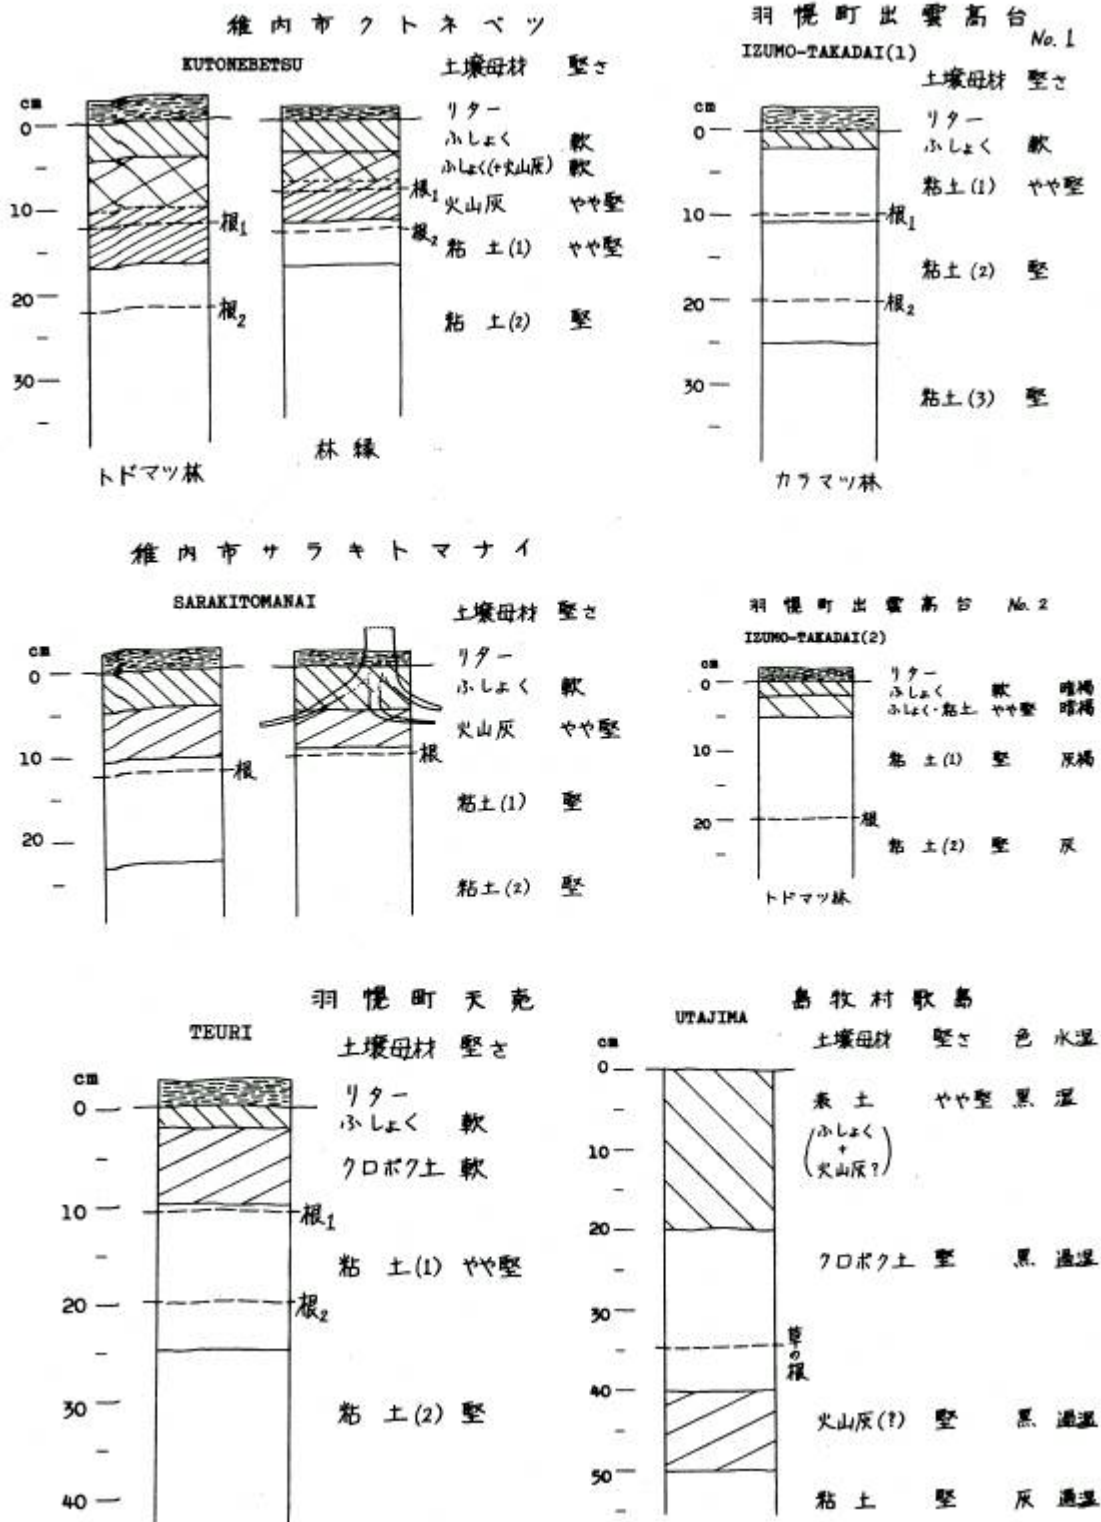 稚内市クトネベツ
KUTONEBETSU
土壌母材 堅さ
cm
リター
0
ふしょく 軟
ふしょく(+火山灰) 軟
根1
10
火山灰 やや堅
根1
根2
粘土(1) やや堅
20
根2
粘土(2) 堅
30
トドマツ林
林縁
羽幌町出雲高台
No.1
IZUMO-TAKADAI(1)
土壌母材 堅さ
cm
リター
0
ふしょく 軟
粘土(1) やや堅
10
根1
粘土(2) 堅
20
根2
30
粘土(3) 堅
カラマツ林
稚内市サラキトマナイ
SARAKITOMANAI
土壌母材 堅さ
cm
リター
0
ふしょく 軟
火山灰 やや堅
10
根
根
粘土(1) 堅
20
粘土(2) 堅
羽幌町出雲高台 No.2
IZUMO-TAKADAI(2)
cm
リター
0
ふしょく 軟 暗褐
ふしょく・粘土 やや堅 暗褐
10
粘土(1) 堅 灰褐
20
根
粘土(2) 堅 灰
トドマツ林
羽幌町天売
TEURI
土壌母材 堅さ
cm
リター
0
ふしょく 軟
クロボク土 軟
10
根1
粘土(1) やや堅
20
根2
30
粘土(2) 堅
40
島牧村歌島
UTAJIMA
土壌母材 堅さ 色 水湿
cm
0
表土 やや堅 黒 湿
(ふしょく
+
火山灰?)
10
20
クロボク土 堅 黒 過湿
30
草の根
40
火山灰(?) 堅 黒 過湿
50
粘土 堅 灰 過湿